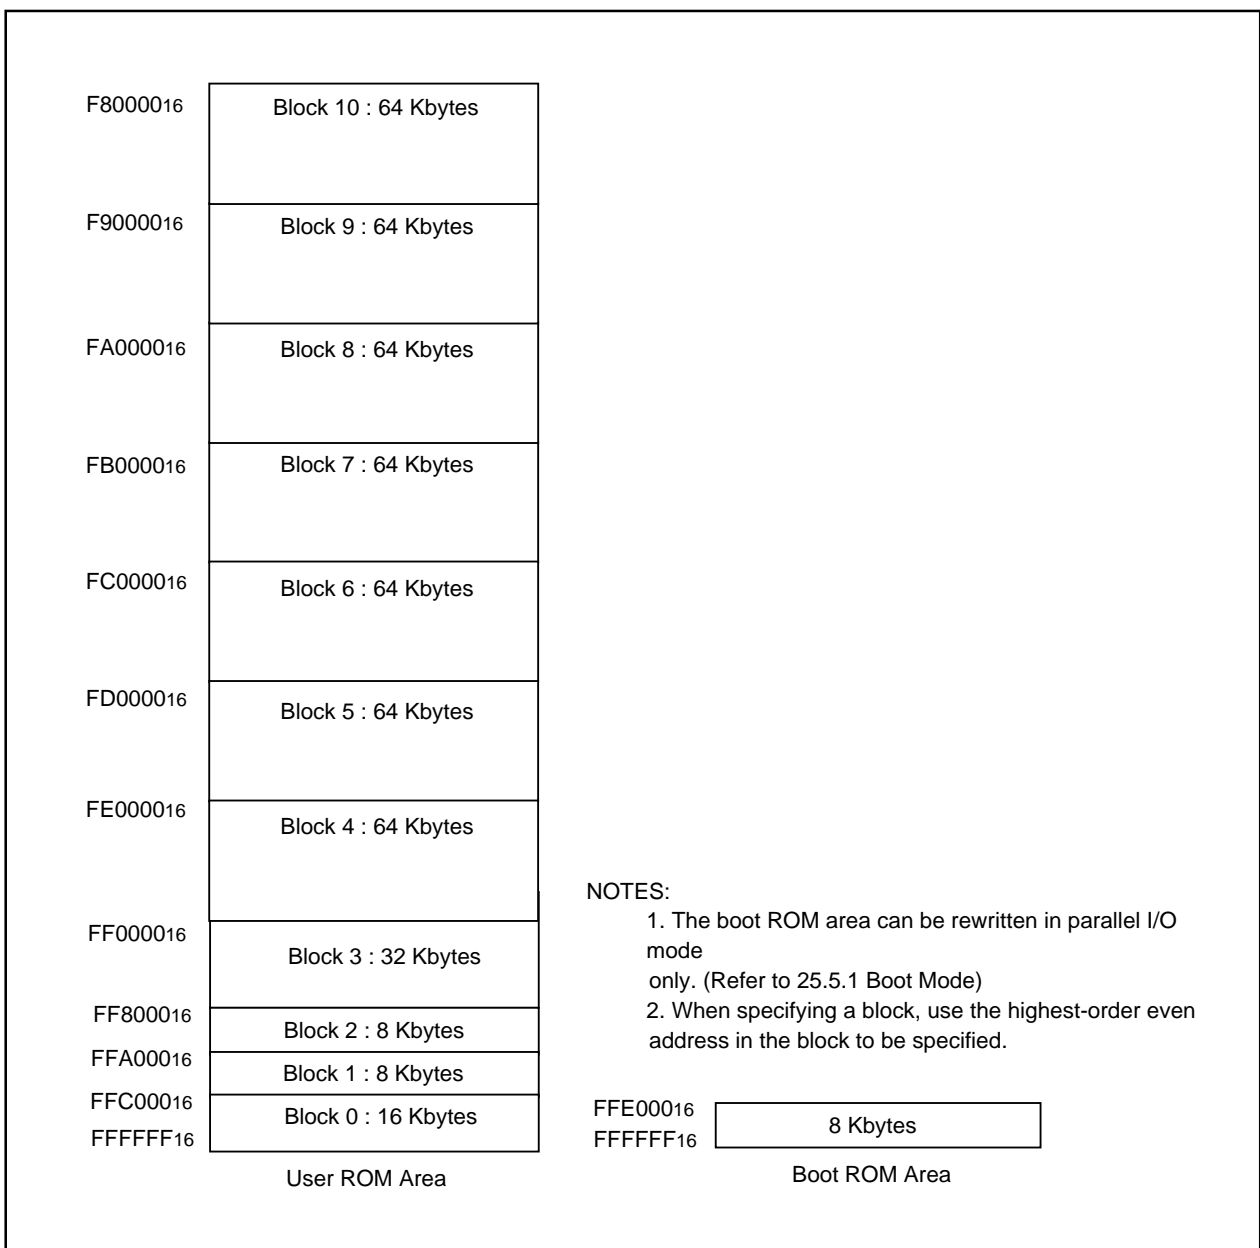 F8000016
Block 10 : 64 Kbytes
F9000016
Block 9 : 64 Kbytes
FA000016
Block 8 : 64 Kbytes
FB000016
Block 7 : 64 Kbytes
FC000016
Block 6 : 64 Kbytes
FD000016
Block 5 : 64 Kbytes
FE000016
Block 4 : 64 Kbytes
FF000016
Block 3 : 32 Kbytes
FF800016
Block 2 : 8 Kbytes
FFA00016
Block 1 : 8 Kbytes
FFC00016
Block 0 : 16 Kbytes
FFFFFF16
User ROM Area
NOTES:
1. The boot ROM area can be rewritten in parallel I/O
mode
only. (Refer to 25.5.1 Boot Mode)
2. When specifying a block, use the highest-order even
address in the block to be specified.
FFE00016
8 Kbytes
FFFFFF16
Boot ROM Area